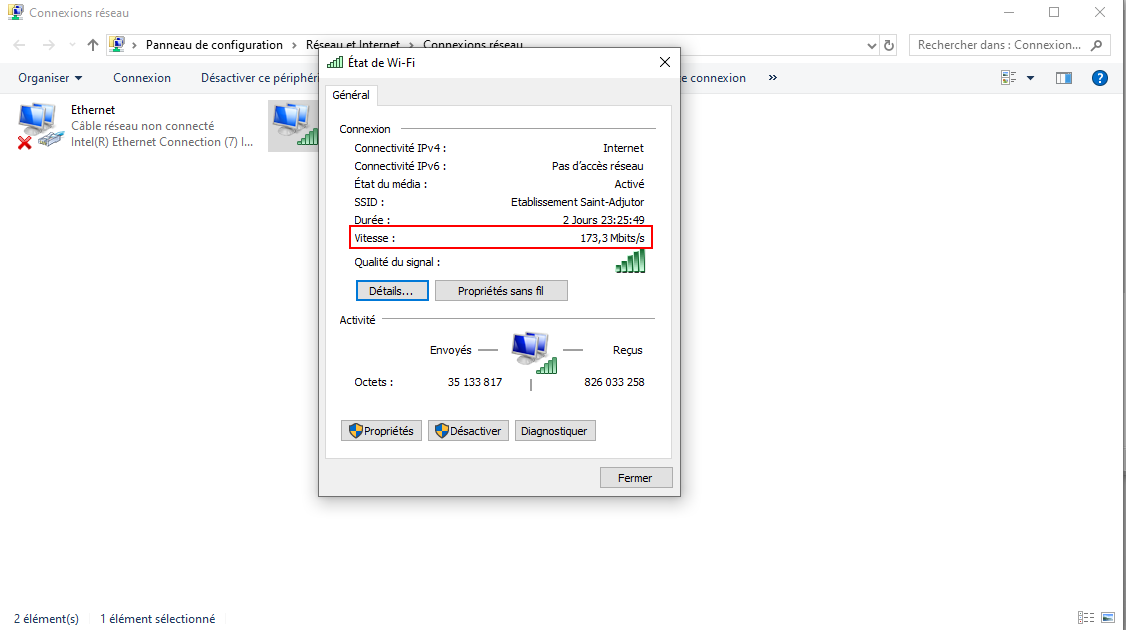 Connexions réseau
Panneau de configuration > Réseau et Internet > Connexions réseau
Rechercher dans : Connexion...
Organiser
Connexion
Désactiver ce périphéri
e connexion
»
Ethernet
Câble réseau non connecté
Intel(R) Ethernet Connection (7) I...
État de Wi-Fi
Général
Connexion
Connectivité IPv4 : Internet
Connectivité IPv6 : Pas d'accès réseau
État du média : Activé
SSID : Etablissement Saint-Adjutor
Durée : 2 Jours 23:25:49
Vitesse : 173,3 Mbits/s
Qualité du signal :
Détails...
Propriétés sans fil
Activité
Envoyés
Reçus
Octets : 35 133 817 | 826 033 258
Propriétés
Désactiver
Diagnostiquer
Fermer
2 élément(s)
1 élément sélectionné